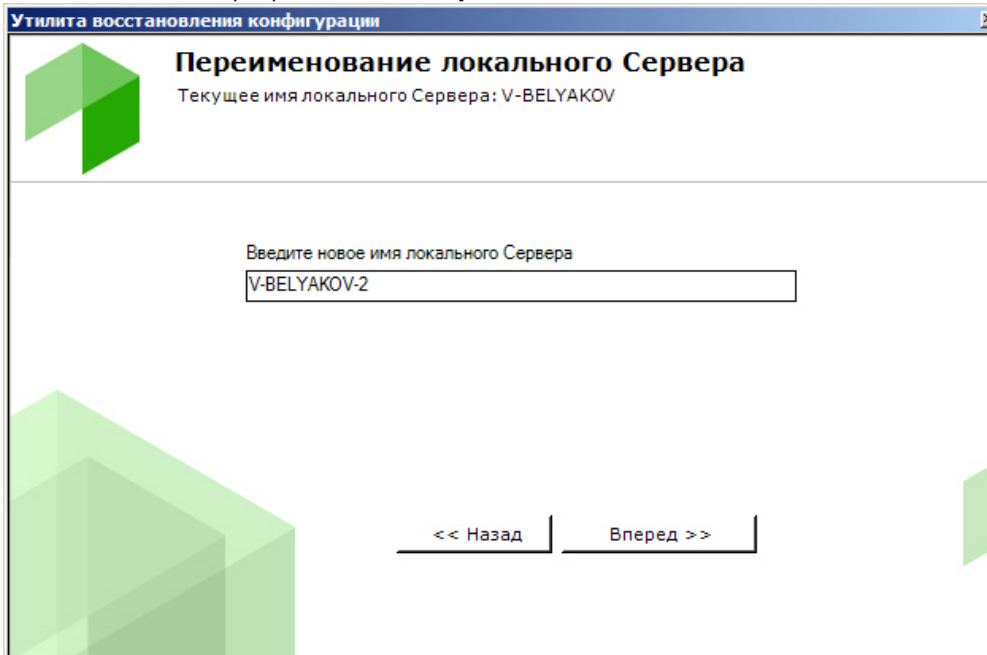 Утилита восстановления конфигурации
Переименование локального Сервера
Текущее имя локального Сервера: V-BELYAKOV
Введите новое имя локального Сервера
V-BELYAKOV-2
<< Назад
Вперед >>